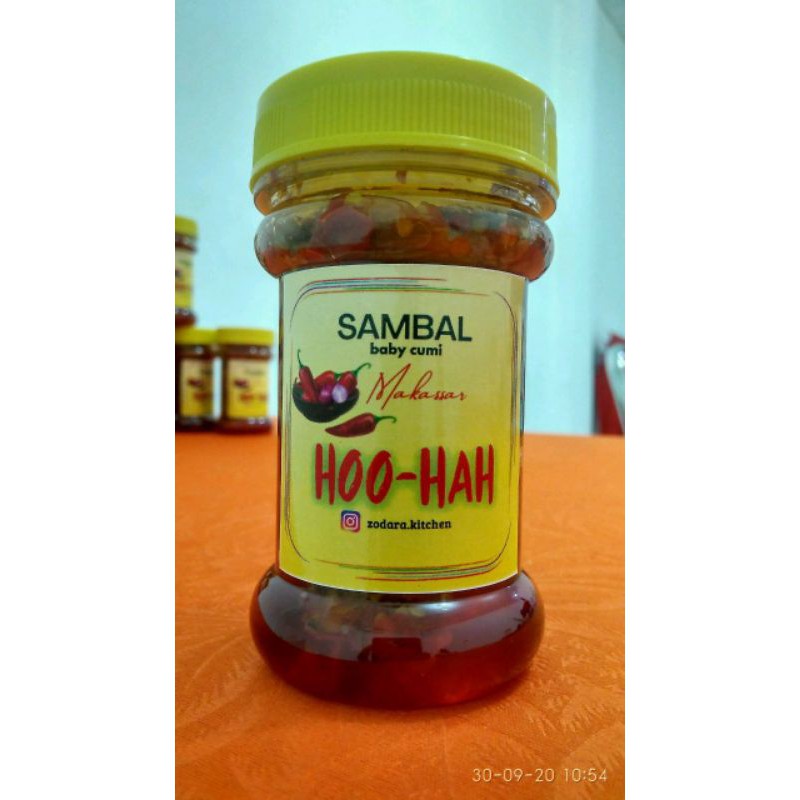 SAMBAL
baby cumi
Makassar
HOO-HAH
zodara.kitchen
30-09-20 10:54